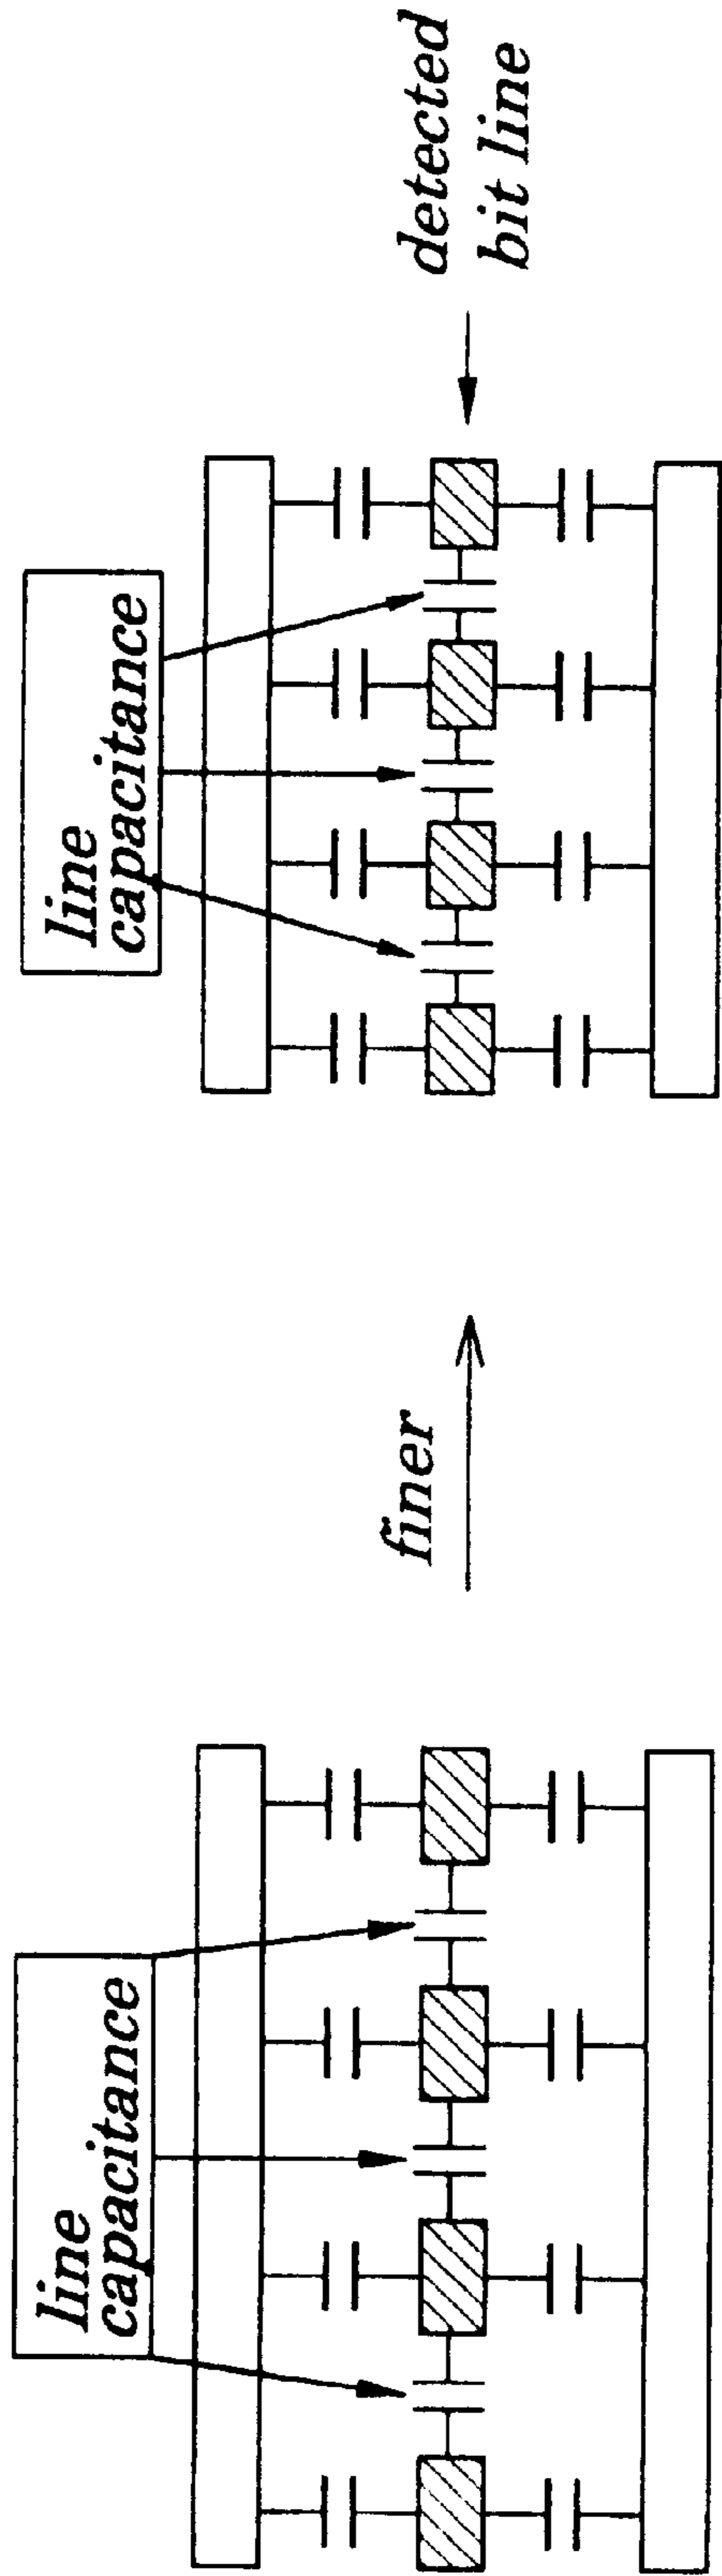 line
capacitance
finer
line
capacitance
detected
bit line